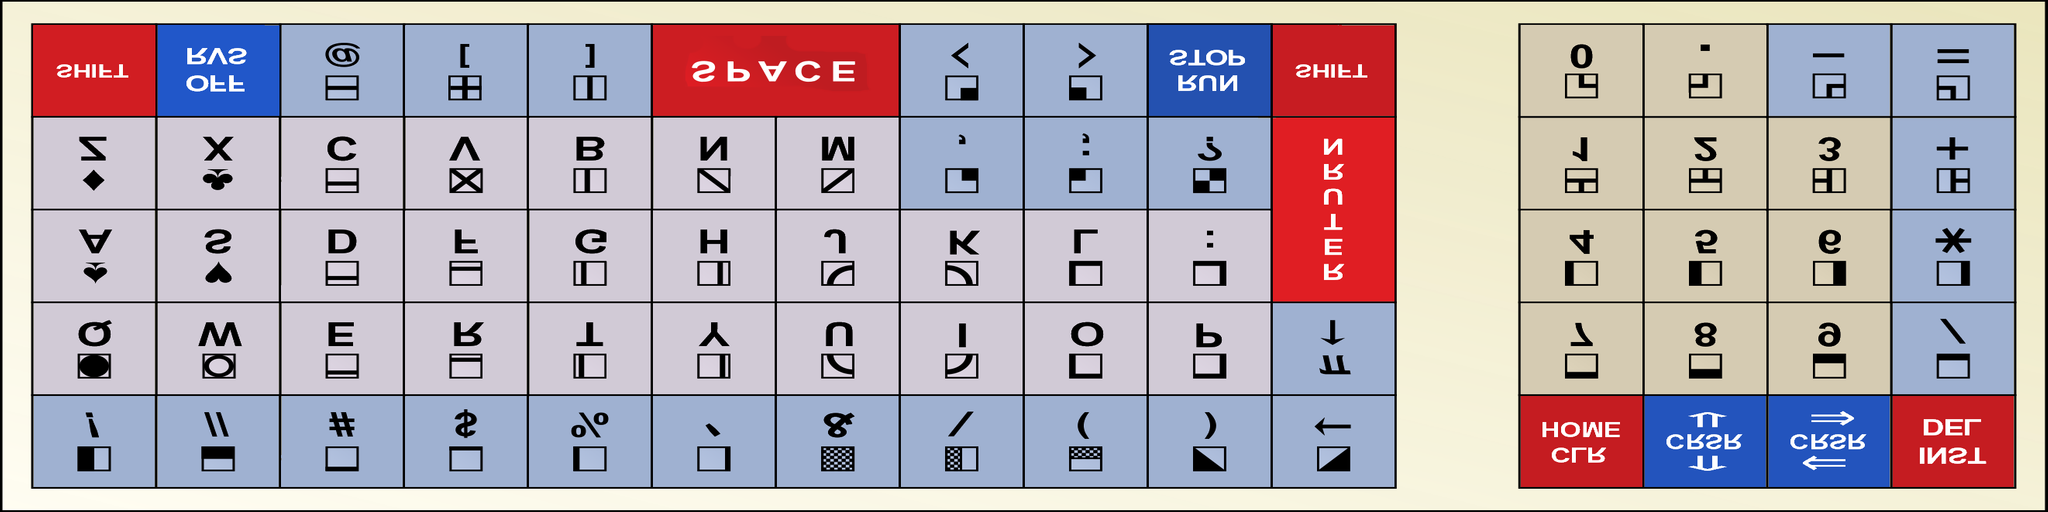 ! " # $ % ' & \ ( ) ←
CLR HOME CRSR CRSR INST DEL
Q W E R T Y U I O P π ↑
7 8 9 /
A S D F G H J K L :
4 5 6 *
RETURN
Z X C V B N M , ; ?
1 2 3 +
SHIFT OFF RVS @ [ ] SPACE < > RUN STOP SHIFT
0 . - =